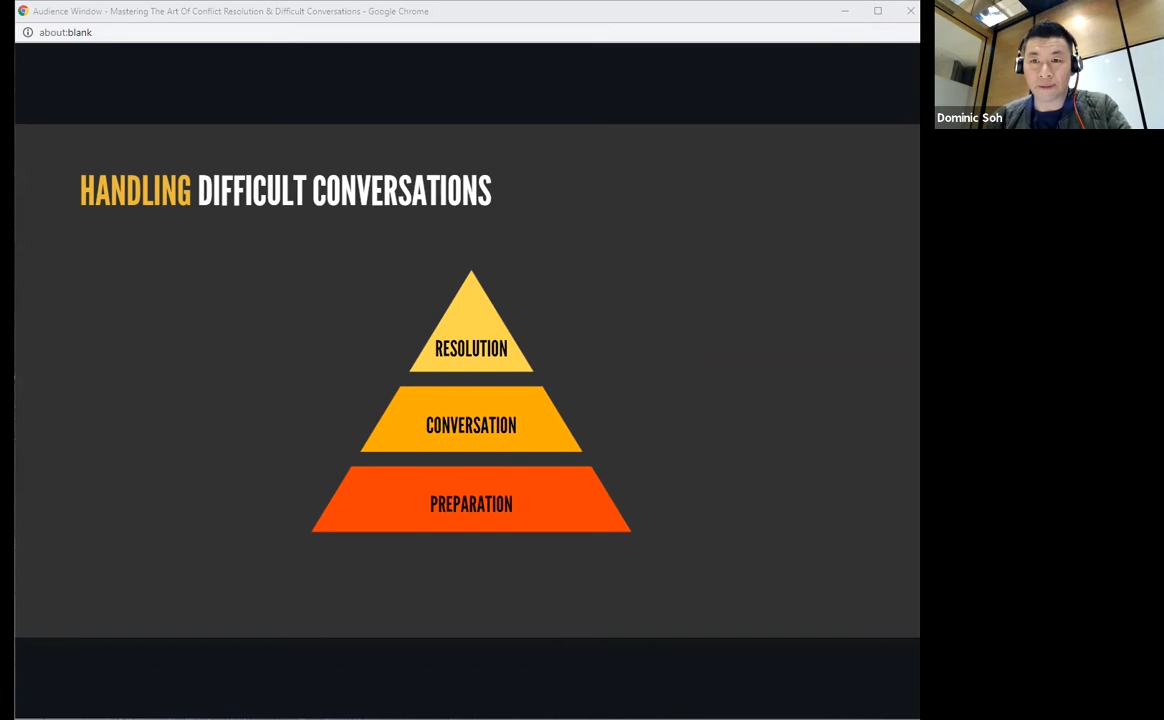 Audience Window - Mastering The Art Of Conflict Resolution & Difficult Conversations - Google Chrome
about:blank
Dominic Soh
HANDLING DIFFICULT CONVERSATIONS
RESOLUTION
CONVERSATION
PREPARATION